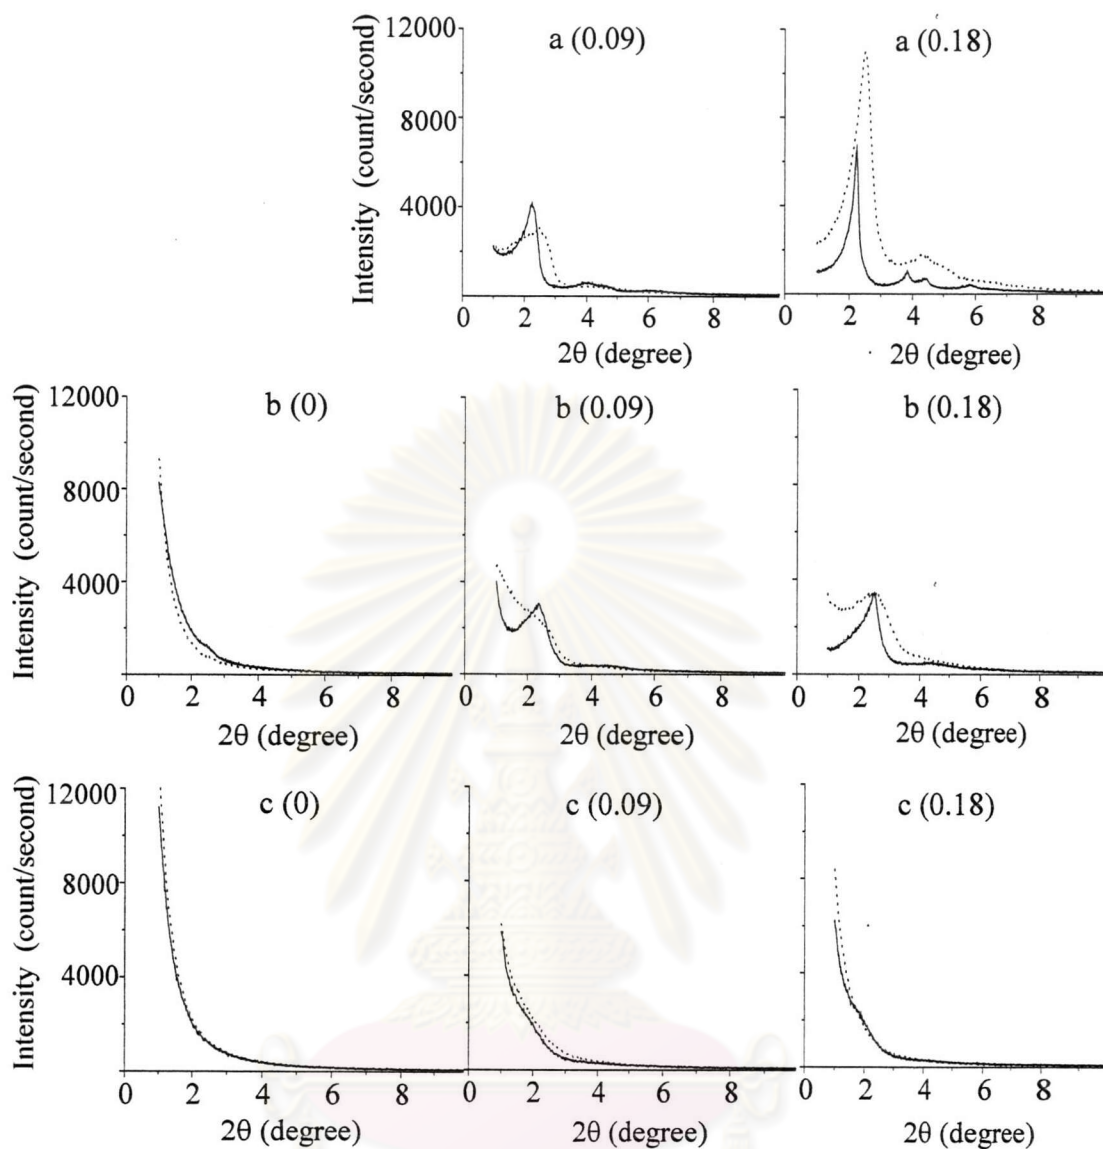 a (0.09)
a (0.18)
Intensity (count/second)
12000
8000
4000
0 2 4 6 8
0 2 4 6 8
2θ (degree)
2θ (degree)
b (0)
b (0.09)
b (0.18)
Intensity (count/second)
12000
8000
4000
0 2 4 6 8
0 2 4 6 8
0 2 4 6 8
2θ (degree)
2θ (degree)
2θ (degree)
c (0)
c (0.09)
c (0.18)
Intensity (count/second)
12000
8000
4000
0 2 4 6 8
0 2 4 6 8
0 2 4 6 8
2θ (degree)
2θ (degree)
2θ (degree)